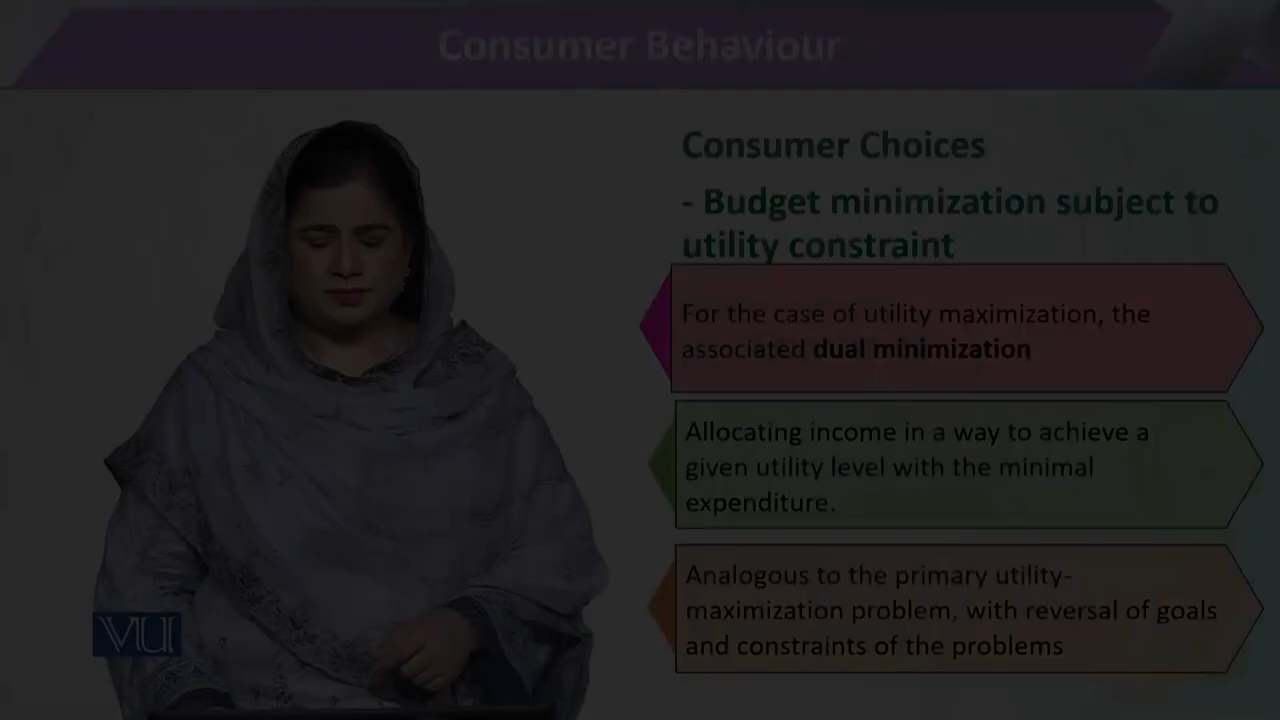 Consumer Behaviour
Consumer Choices
- Budget minimization subject to
utility constraint
For the case of utility maximization, the
associated dual minimization
Allocating income in a way to achieve a
given utility level with the minimal
expenditure.
Analogous to the primary utility-
maximization problem, with reversal of goals
and constraints of the problems
VU